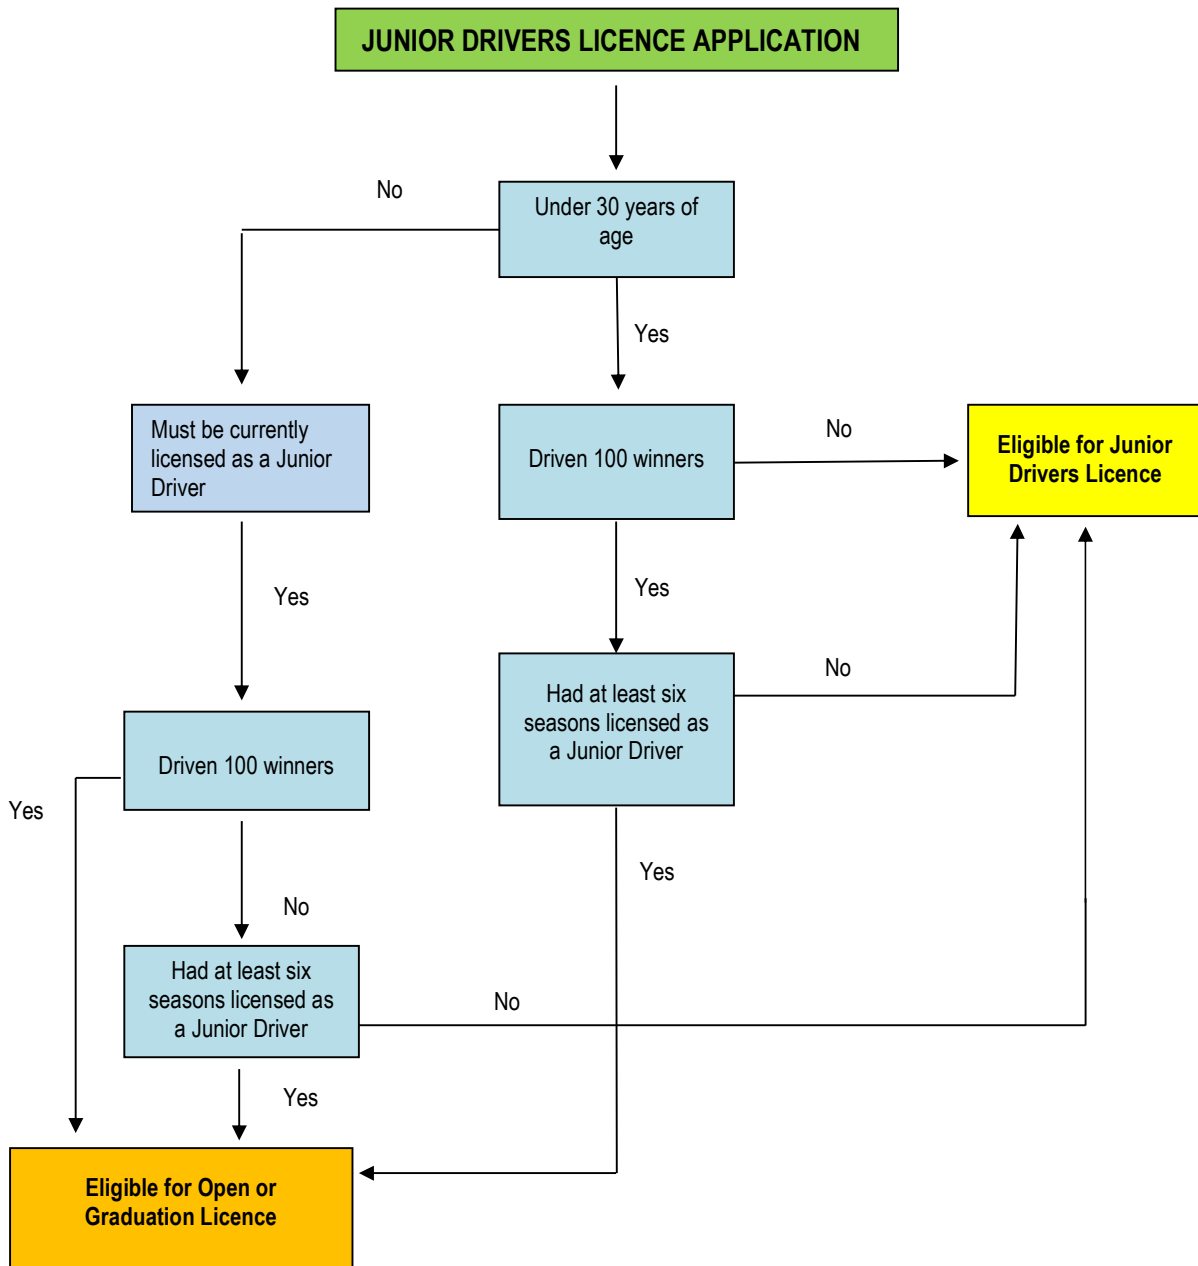 JUNIOR DRIVERS LICENCE APPLICATION
No
Under 30 years of
age
Yes
Must be currently
licensed as a Junior
Driver
Driven 100 winners
No
Eligible for Junior
Drivers Licence
Yes
Yes
Had at least six
seasons licensed as
a Junior Driver
No
Driven 100 winners
Yes
Yes
No
Had at least six
seasons licensed as
a Junior Driver
No
Yes
Eligible for Open or
Graduation Licence